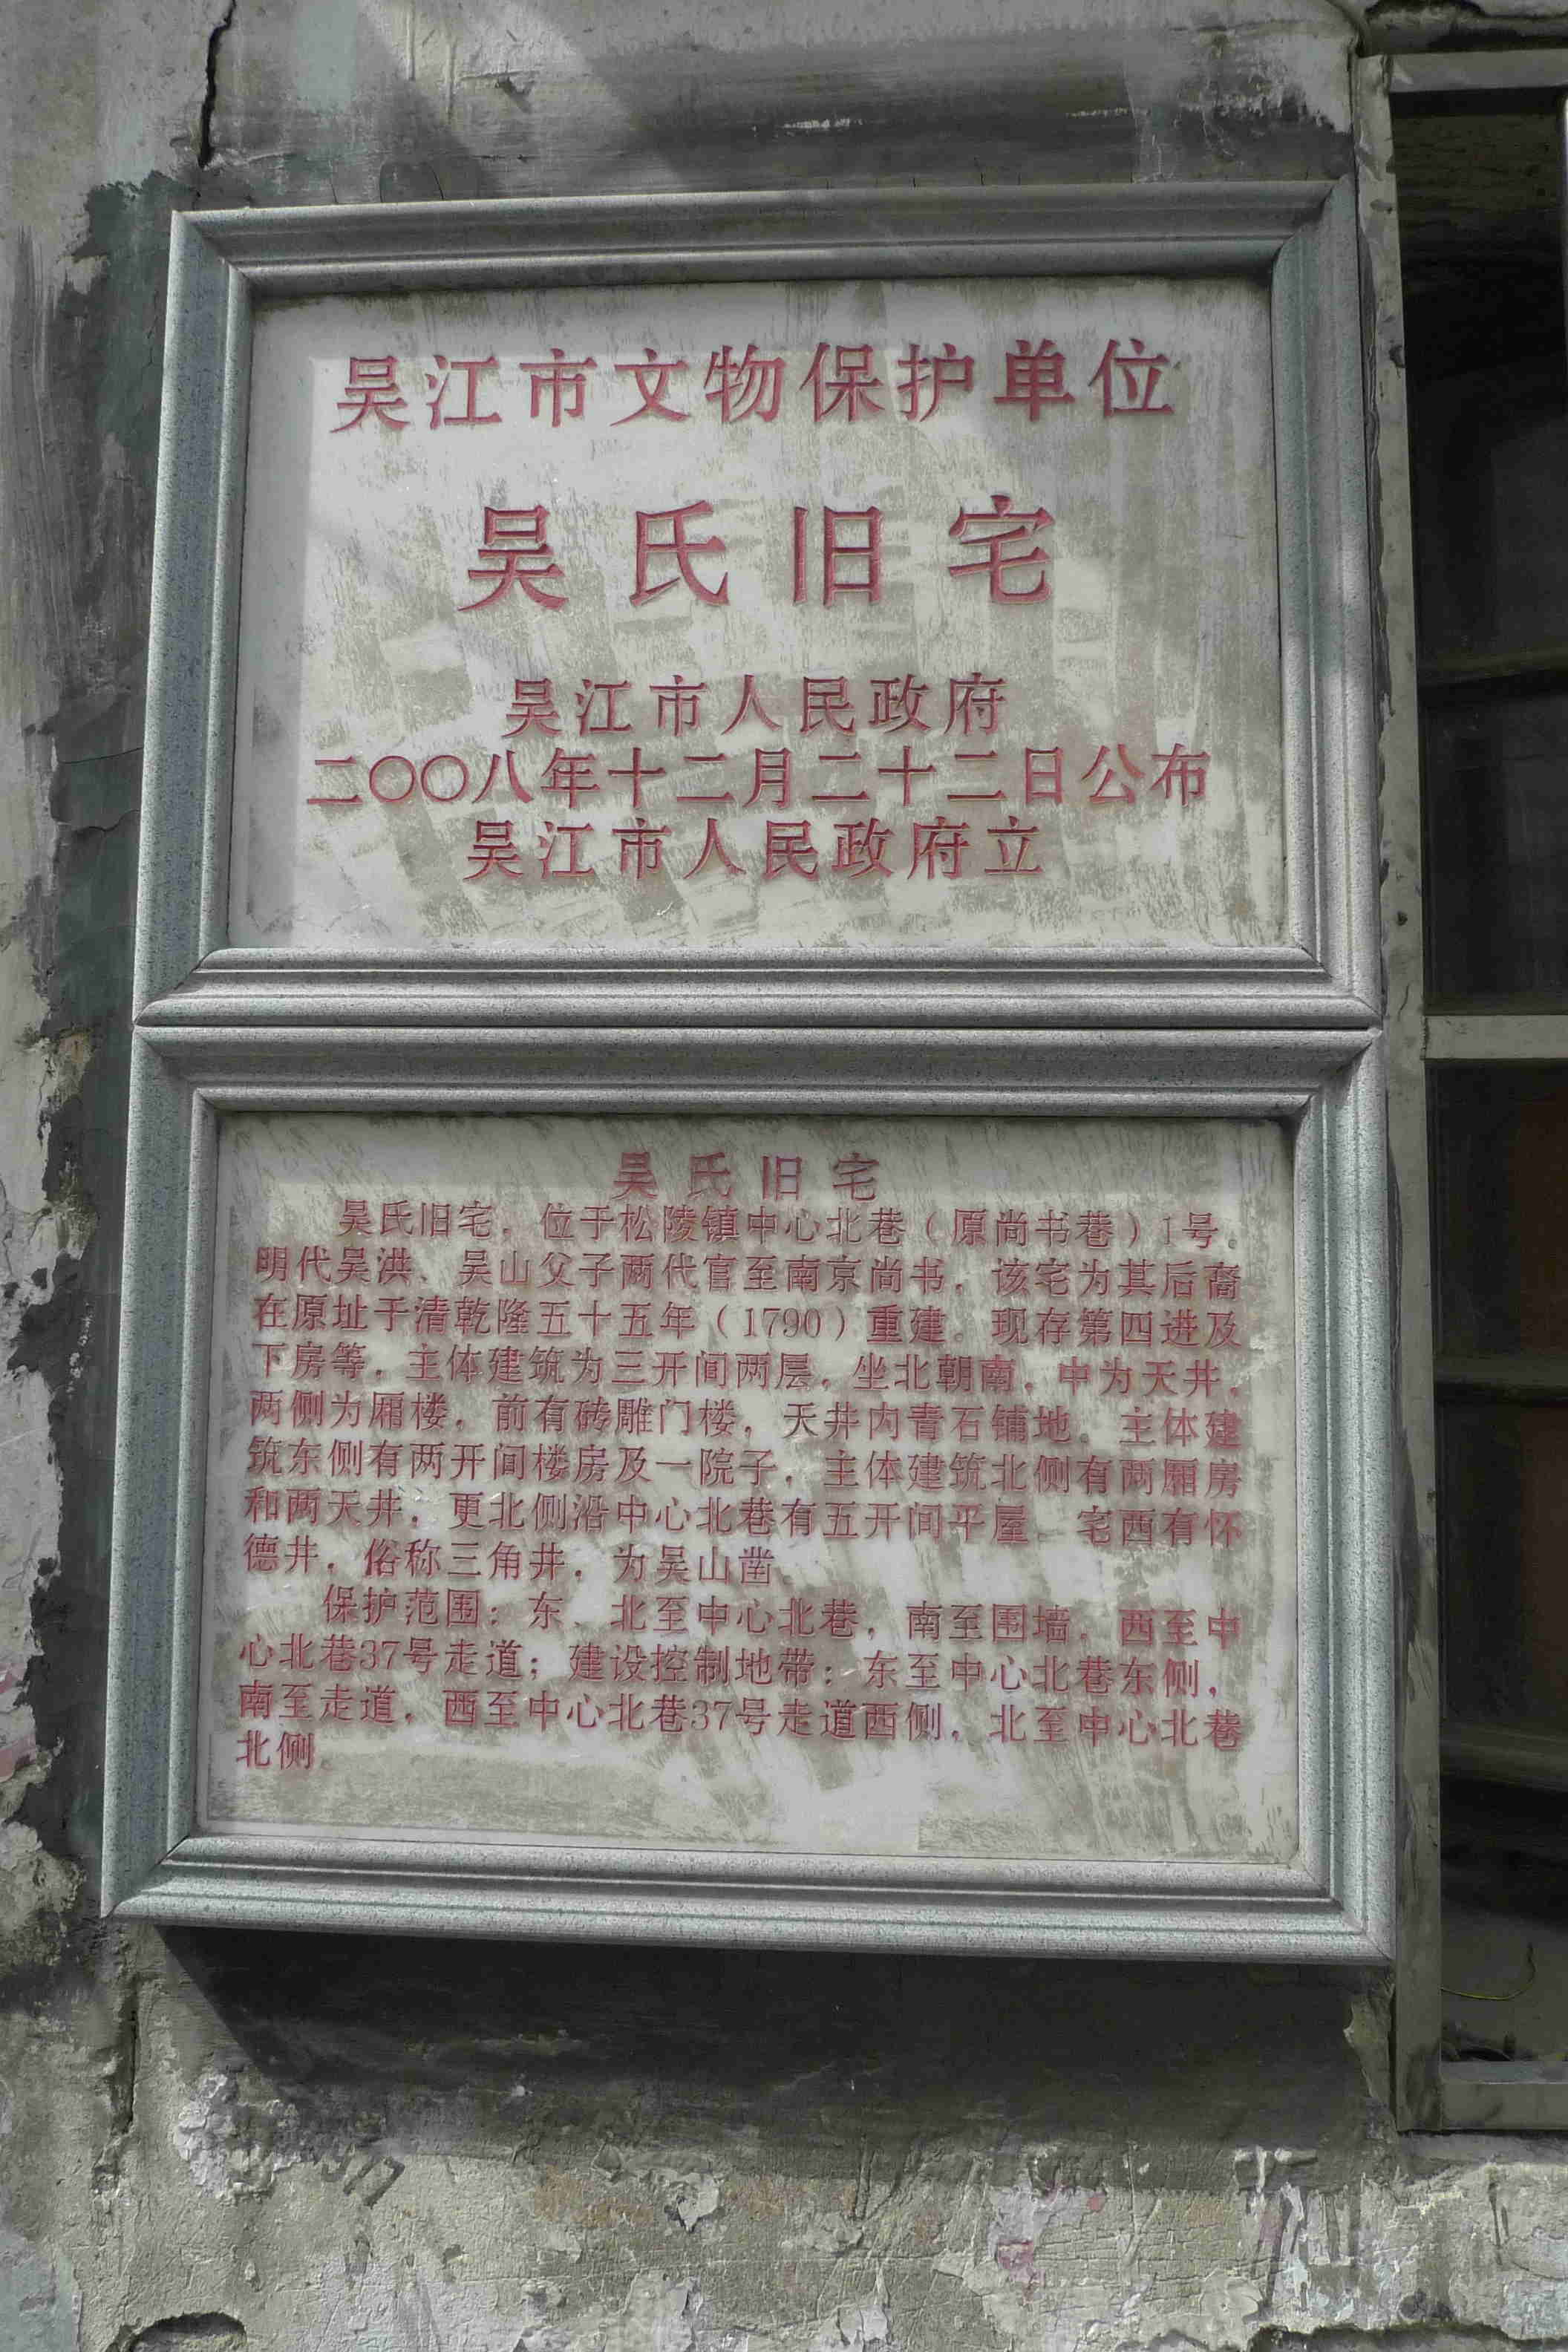 吴江市文物保护单位
吴氏旧宅
吴江市人民政府
二〇〇八年十二月二十二日公布
吴江市人民政府立
吴氏旧宅
吴氏旧宅，位于松陵镇中心北巷（原尚书巷）1号。
明代吴洪、吴山父子两代官至南京尚书，该宅为其后裔
在原址于清乾隆五十五年（1790）重建。现存第四进及
下房等，主体建筑为三开间两层，坐北朝南，中为天井，
两侧为厢楼，前有砖雕门楼，天井内青石铺地。主体建
筑东侧有两开间楼房及一院子，主体建筑北侧有两厢房
和两天井，更北侧沿中心北巷有五开间平屋。宅西有怀
德井，俗称三角井，为吴山凿。
保护范围：东、北至中心北巷，南至围墙，西至中
心北巷37号走道；建设控制地带：东至中心北巷东侧，
南至走道，西至中心北巷37号走道西侧，北至中心北巷
北侧。